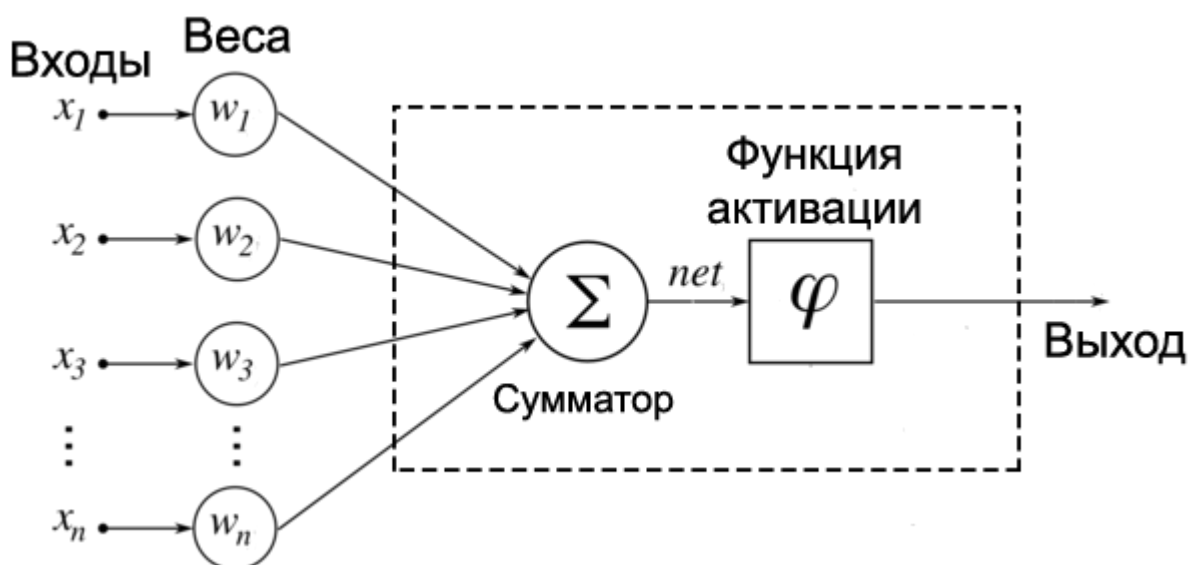 Веса
Входы
x1
w1
Функция
активации
x2
w2
Σ
net
φ
x3
w3
Выход
Сумматор
⋮
⋮
xn
wn